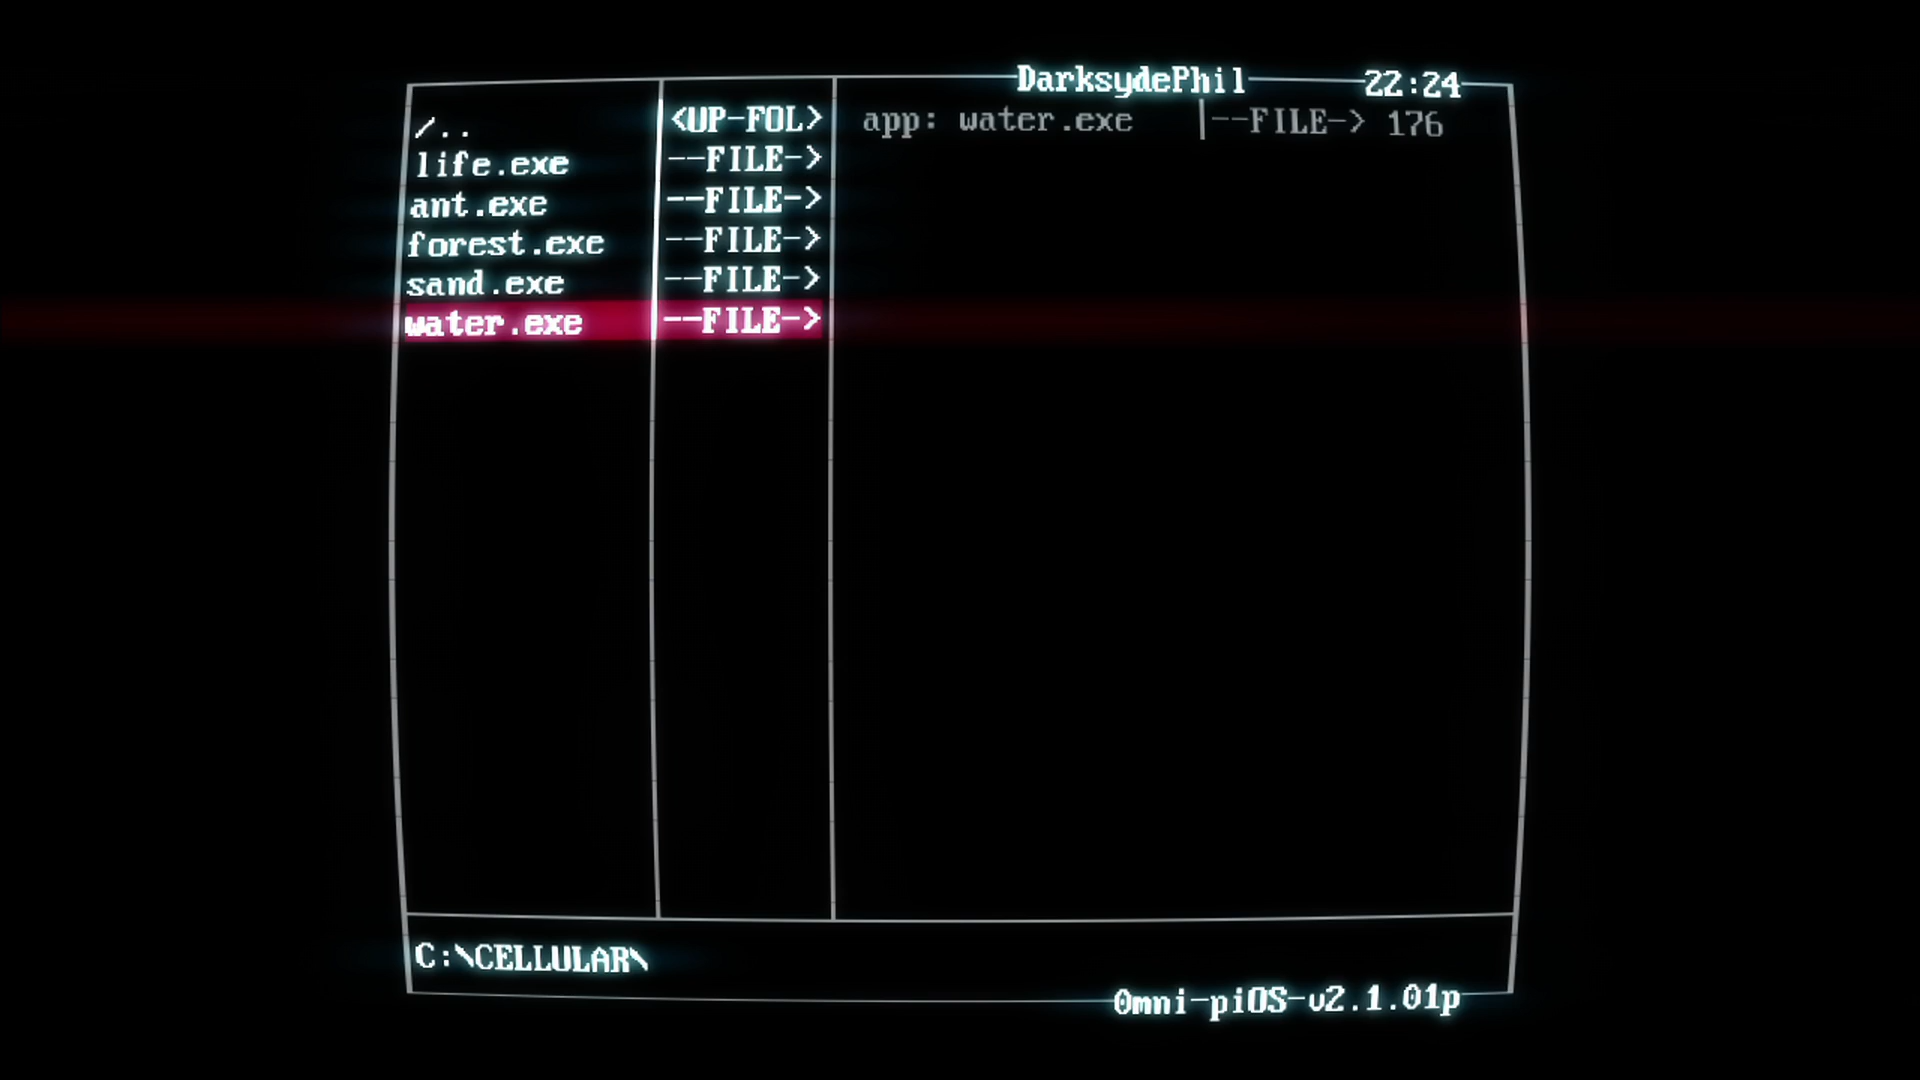 DarksydePhil 22:24
/.. <UP-FOL> app: water.exe |--FILE-> 176
life.exe --FILE->
ant.exe --FILE->
forest.exe --FILE->
sand.exe --FILE->
water.exe --FILE->
C:\CELLULAR\
0mni-piOS-v2.1.01p